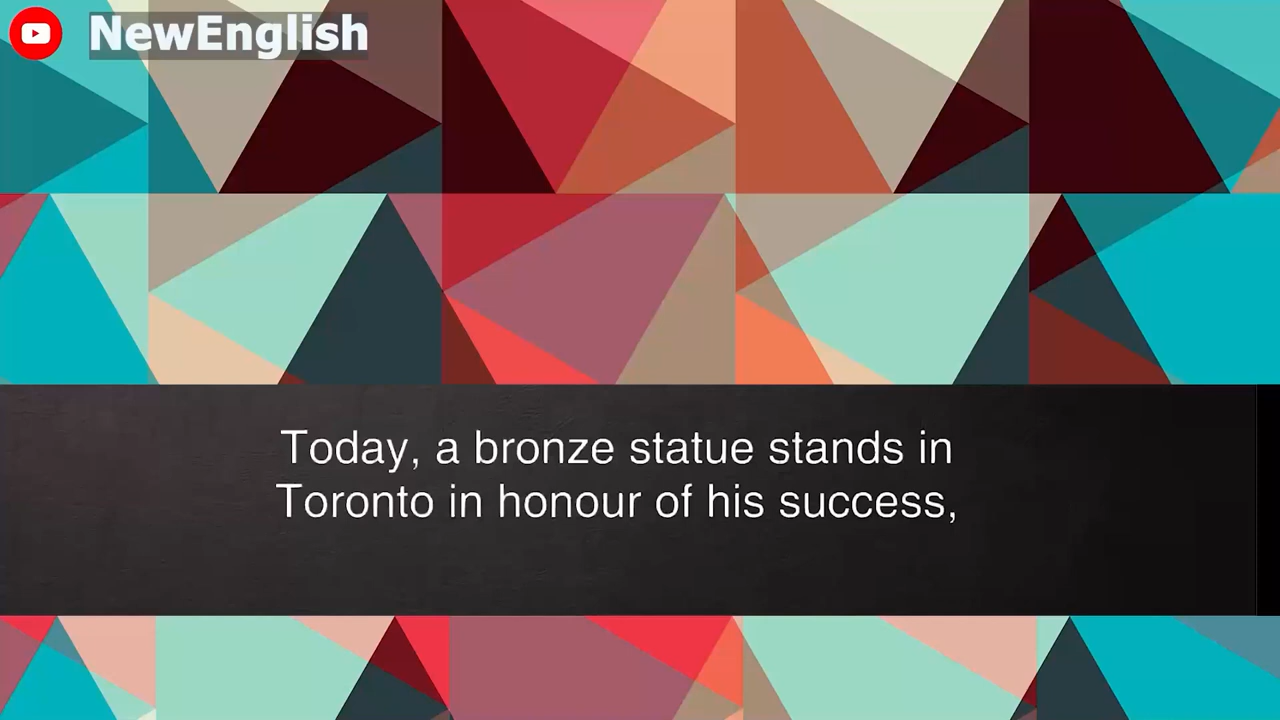 NewEnglish
Today, a bronze statue stands in
Toronto in honour of his success,